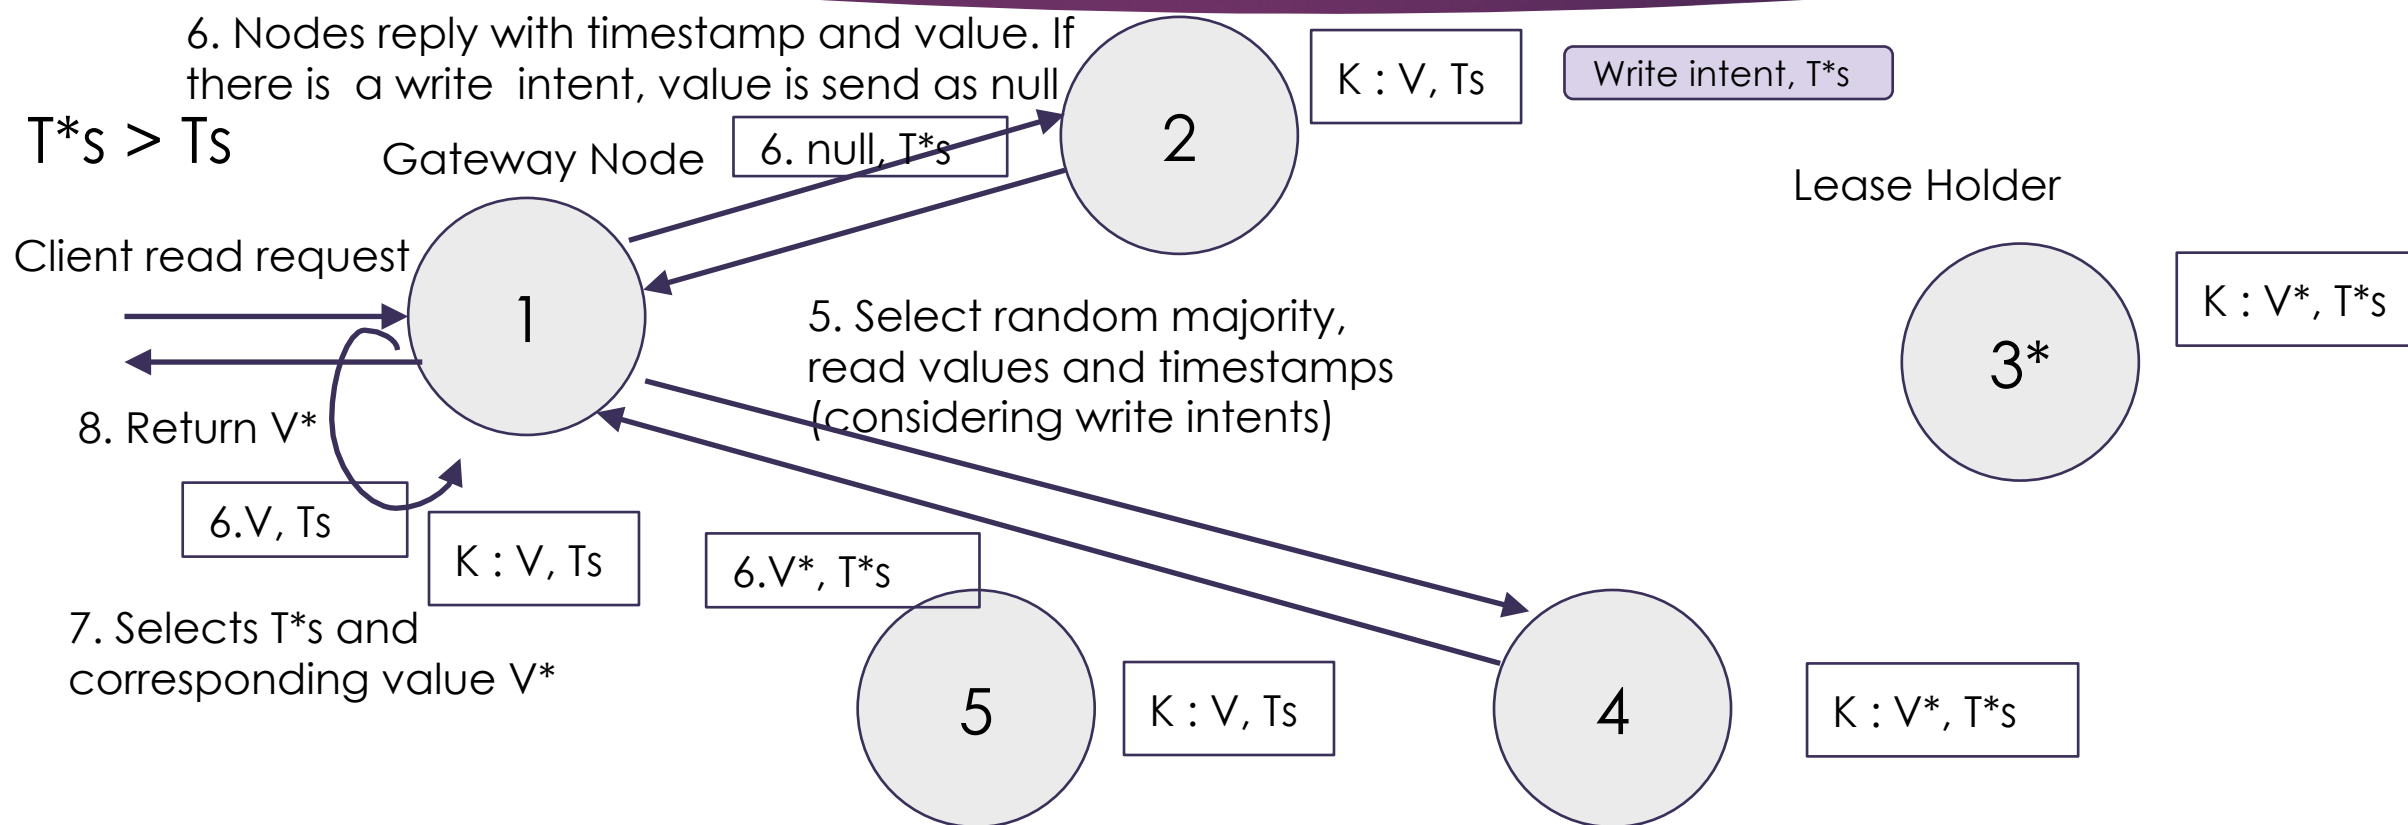 6. Nodes reply with timestamp and value. If
there is a write intent, value is send as null
T*s > Ts
Gateway Node
6. null, T*s
2
K : V, Ts
Write intent, T*s
Lease Holder
Client read request
1
5. Select random majority,
read values and timestamps
(considering write intents)
3*
K : V*, T*s
8. Return V*
6.V, Ts
K : V, Ts
6.V*, T*s
7. Selects T*s and
corresponding value V*
5
K : V, Ts
4
K : V*, T*s